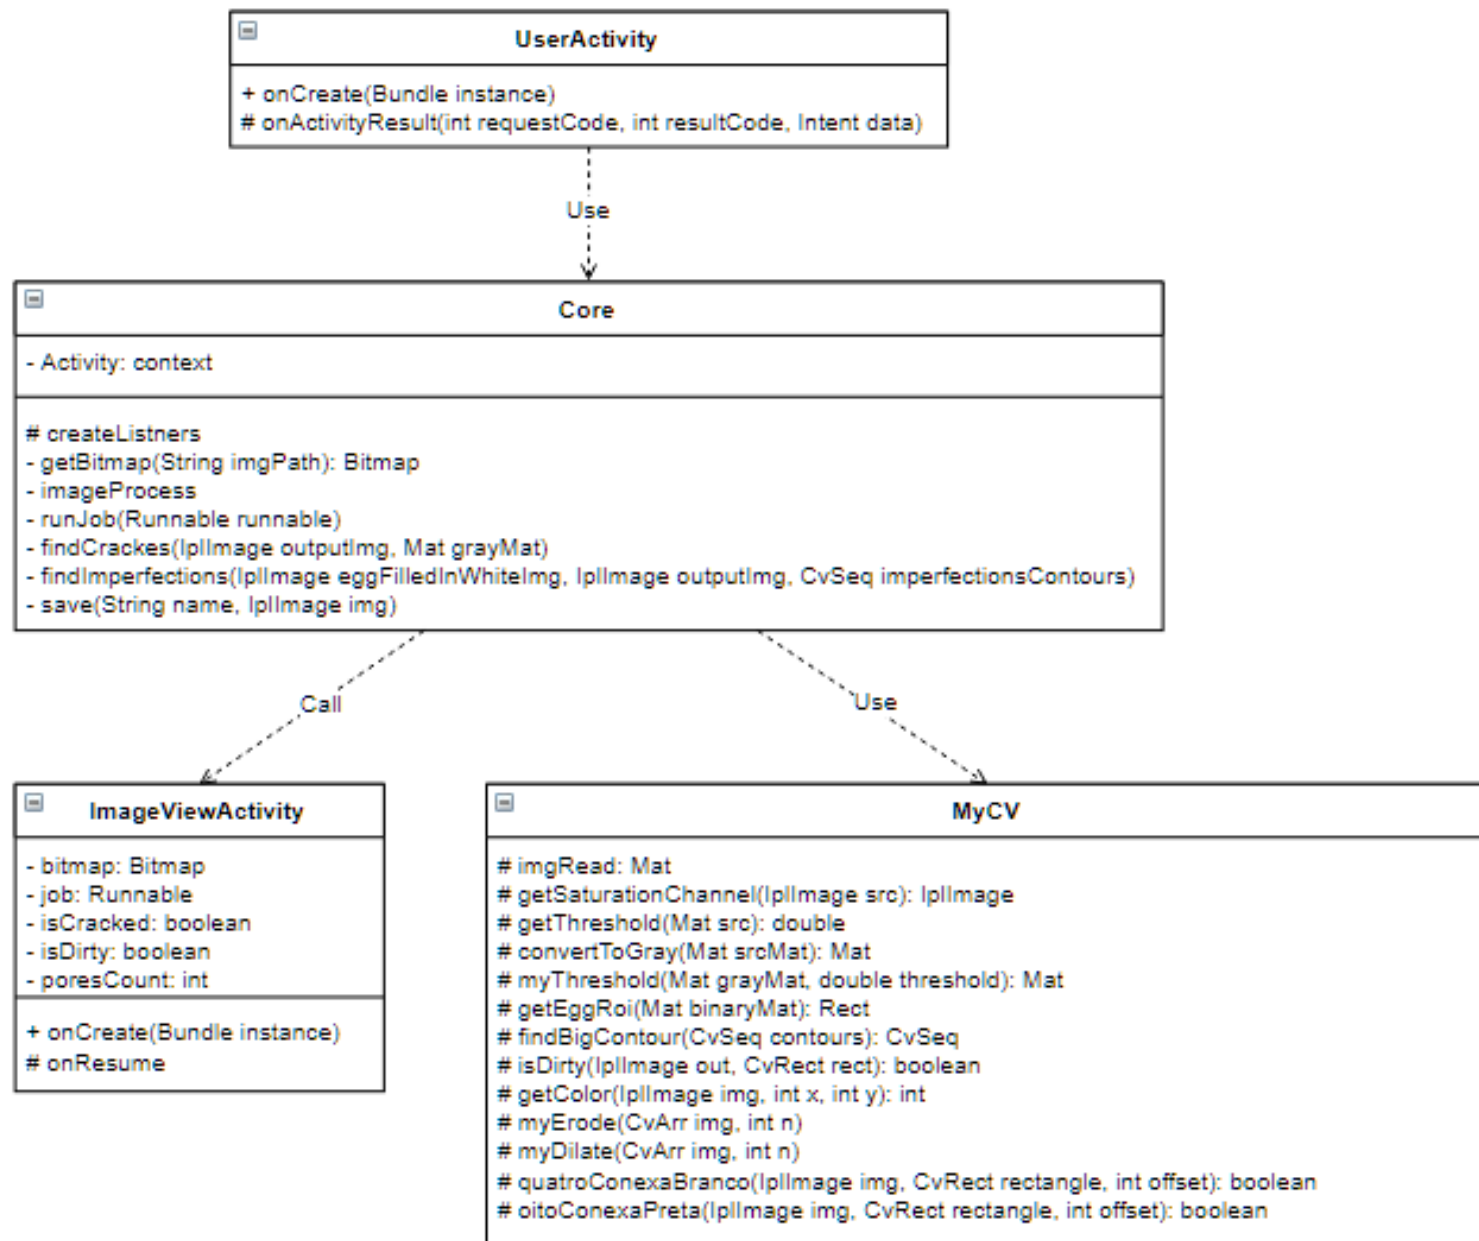 UserActivity
+ onCreate(Bundle instance)
# onActivityResult(int requestCode, int resultCode, Intent data)
Use
Core
- Activity: context
# createListners
- getBitmap(String imgPath): Bitmap
- imageProcess
- runJob(Runnable runnable)
- findCrackes(IplImage outputImg, Mat grayMat)
- findImperfections(IplImage eggFilledInWhiteImg, IplImage outputImg, CvSeq imperfectionsContours)
- save(String name, IplImage img)
Call
Use
ImageViewActivity
- bitmap: Bitmap
- job: Runnable
- isCracked: boolean
- isDirty: boolean
- poresCount: int
+ onCreate(Bundle instance)
# onResume
MyCV
# imgRead: Mat
# getSaturationChannel(IplImage src): IplImage
# getThreshold(Mat src): double
# convertToGray(Mat srcMat): Mat
# myThreshold(Mat grayMat, double threshold): Mat
# getEggRoi(Mat binaryMat): Rect
# findBigContour(CvSeq contours): CvSeq
# isDirty(IplImage out, CvRect rect): boolean
# getColor(IplImage img, int x, int y): int
# myErode(CvArr img, int n)
# myDilate(CvArr img, int n)
# quatroConexaBranco(IplImage img, CvRect rectangle, int offset): boolean
# oitoConexaPreta(IplImage img, CvRect rectangle, int offset): boolean